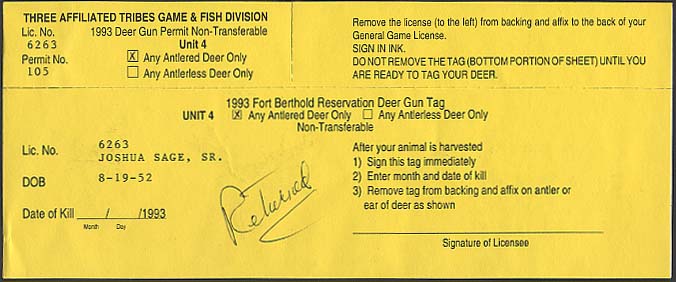 THREE AFFILIATED TRIBES GAME & FISH DIVISION
Lic. No. 1993 Deer Gun Permit Non-Transferable
6263 Unit 4
Permit No. [X] Any Antlered Deer Only
105 [ ] Any Antlerless Deer Only
Remove the license (to the left) from backing and affix to the back of your
General Game License.
SIGN IN INK.
DO NOT REMOVE THE TAG (BOTTOM PORTION OF SHEET) UNTIL YOU
ARE READY TO TAG YOUR DEER.
1993 Fort Berthold Reservation Deer Gun Tag
UNIT 4 [X] Any Antlered Deer Only [ ] Any Antlerless Deer Only
Non-Transferable
Lic. No. 6263
JOSHUA SAGE, SR.
DOB 8-19-52
Date of Kill ____/____/1993
Month Day
Returned
After your animal is harvested
1) Sign this tag immediately
2) Enter month and date of kill
3) Remove tag from backing and affix on antler or
ear of deer as shown
Signature of Licensee